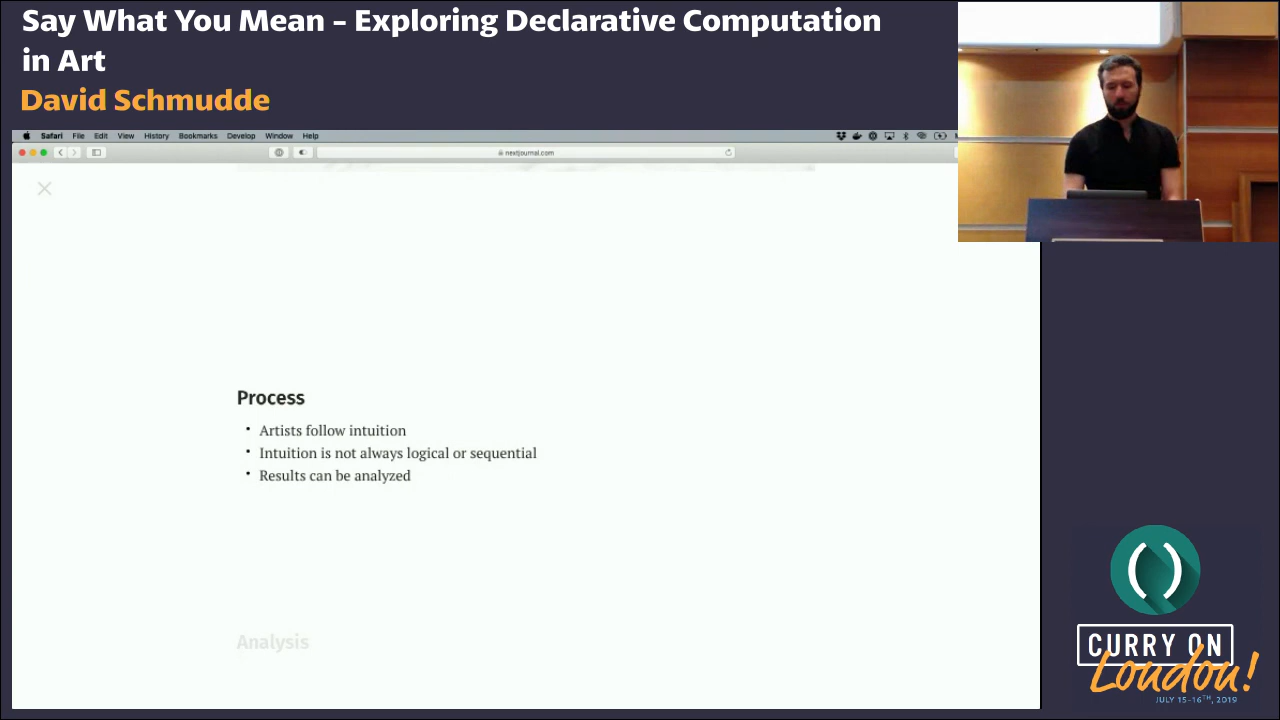 Say What You Mean – Exploring Declarative Computation
in Art
David Schmudde
Safari File Edit View History Bookmarks Develop Window Help
nextjournal.com
Process
• Artists follow intuition
• Intuition is not always logical or sequential
• Results can be analyzed
Analysis
CURRY ON
London!
JULY 15-16TH, 2019